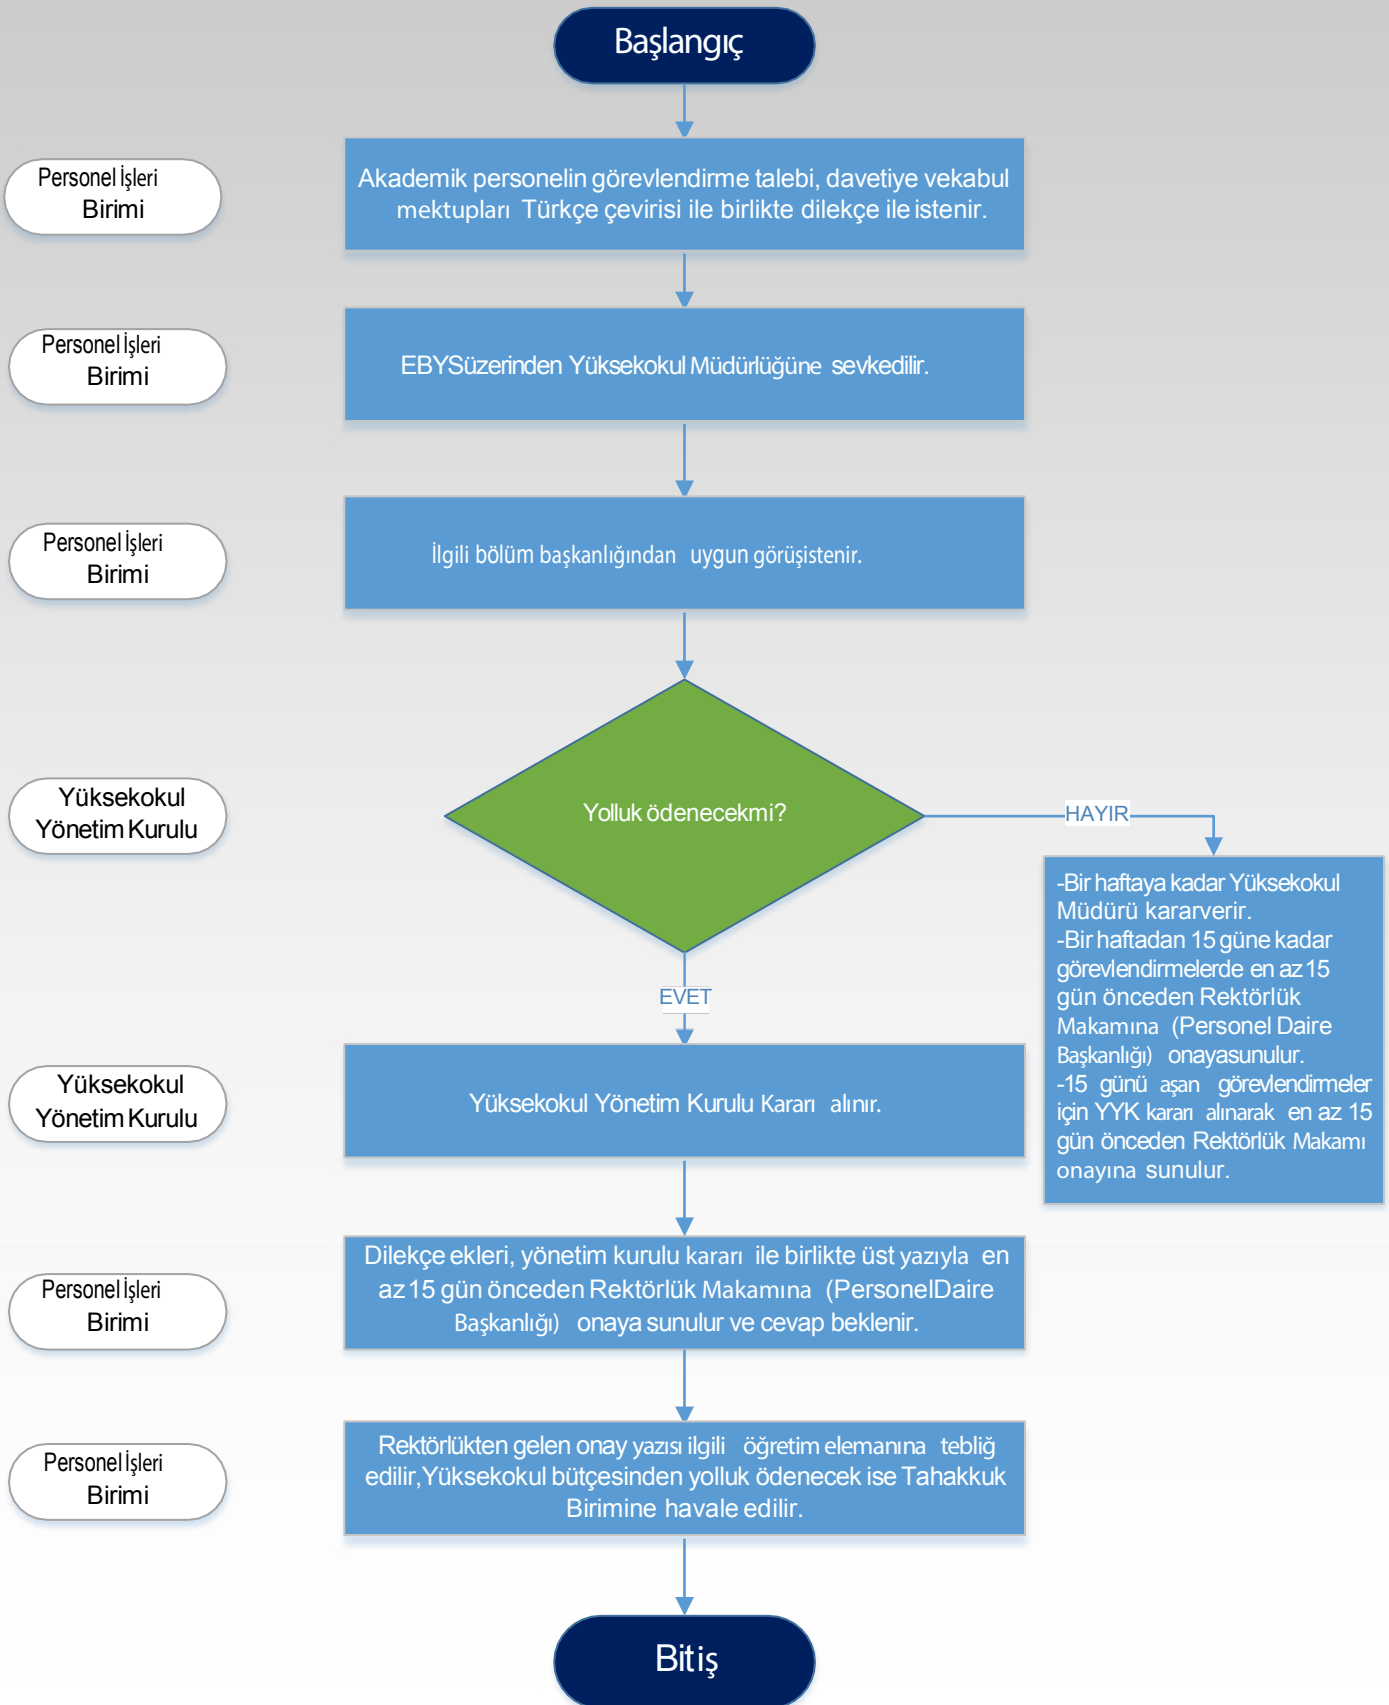 Başlangıç
Personel İşleri
Birimi
Akademik personelin görevlendirme talebi, davetiye vekabul
mektupları Türkçe çevirisi ile birlikte dilekçe ile istenir.
Personel İşleri
Birimi
EBYSüzerinden Yüksekokul Müdürlüğüne sevkedilir.
Personel İşleri
Birimi
İlgili bölüm başkanlığından uygun görüşistenir.
Yüksekokul
Yönetim Kurulu
Yolluk ödenecekmi?
HAYIR
-Bir haftaya kadar Yüksekokul
Müdürü kararverir.
-Bir haftadan 15 güne kadar
görevlendirmelerde en az 15
gün önceden Rektörlük
Makamına (Personel Daire
Başkanlığı) onayasunulur.
-15 günü aşan görevlendirmeler
için YYK kararı alınarak en az 15
gün önceden Rektörlük Makamı
onayına sunulur.
EVET
Yüksekokul
Yönetim Kurulu
Yüksekokul Yönetim Kurulu Kararı alınır.
Personel İşleri
Birimi
Dilekçe ekleri, yönetim kurulu kararı ile birlikte üst yazıyla en
az 15 gün önceden Rektörlük Makamına (PersonelDaire
Başkanlığı) onaya sunulur ve cevap beklenir.
Personel İşleri
Birimi
Rektörlükten gelen onay yazısı ilgili öğretim elemanına tebliğ
edilir,Yüksekokul bütçesinden yolluk ödenecek ise Tahakkuk
Birimine havale edilir.
Bitiş